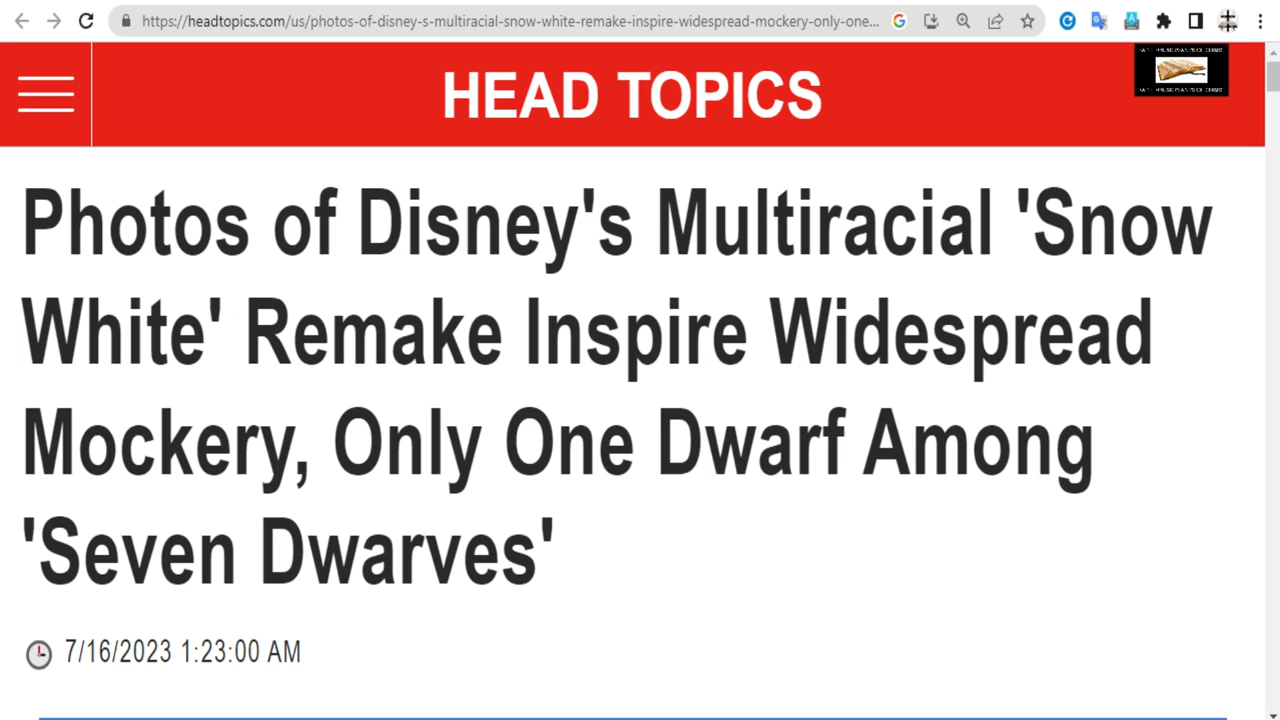 https://headtopics.com/us/photos-of-disney-s-multiracial-snow-white-remake-inspire-widespread-mockery-only-one...
HEAD TOPICS
Photos of Disney's Multiracial 'Snow
White' Remake Inspire Widespread
Mockery, Only One Dwarf Among
'Seven Dwarves'
7/16/2023 1:23:00 AM